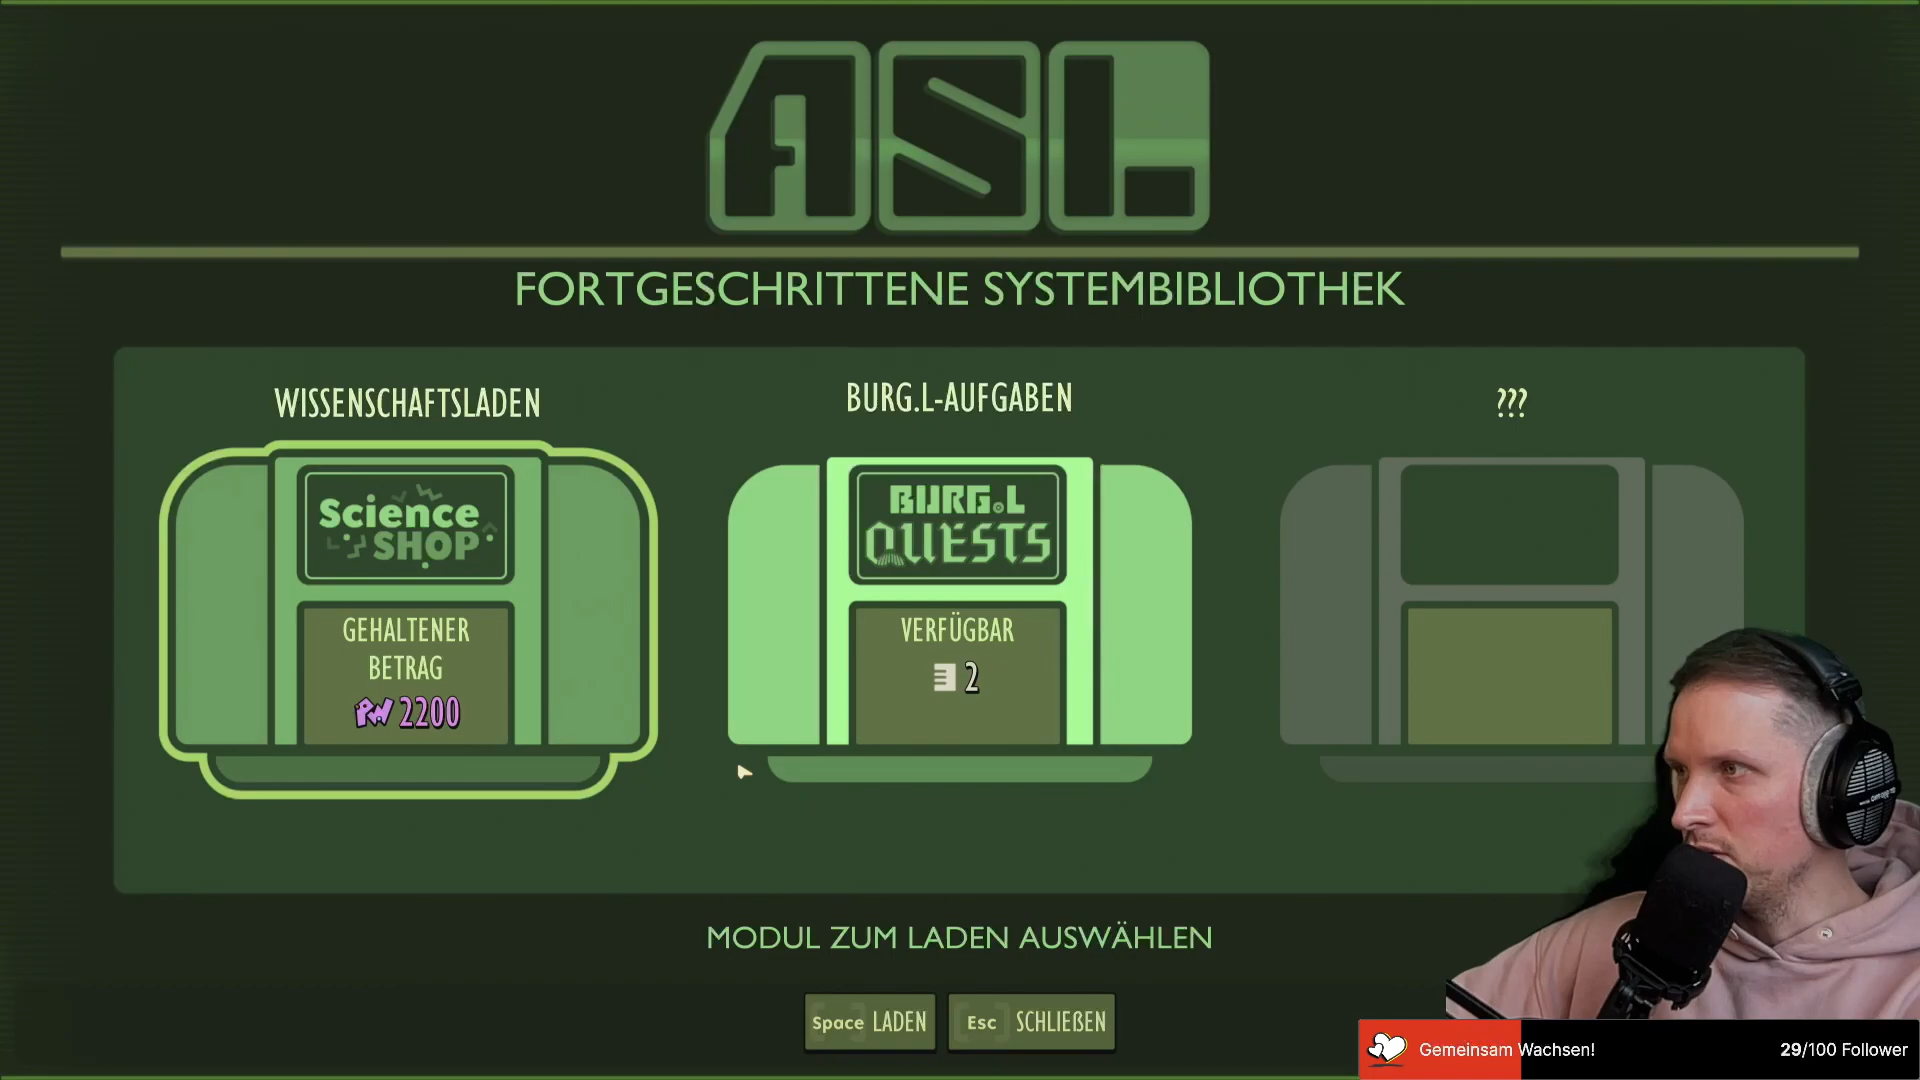 ASL
FORTGESCHRITTENE SYSTEMBIBLIOTHEK
WISSENSCHAFTSLADEN
Science
SHOP
GEHALTENER
BETRAG
2200
BURG.L-AUFGABEN
BURG.L
QUESTS
VERFÜGBAR
2
???
MODUL ZUM LADEN AUSWÄHLEN
Space LADEN
Esc SCHLIEẞEN
Gemeinsam Wachsen!
29/100 Follower